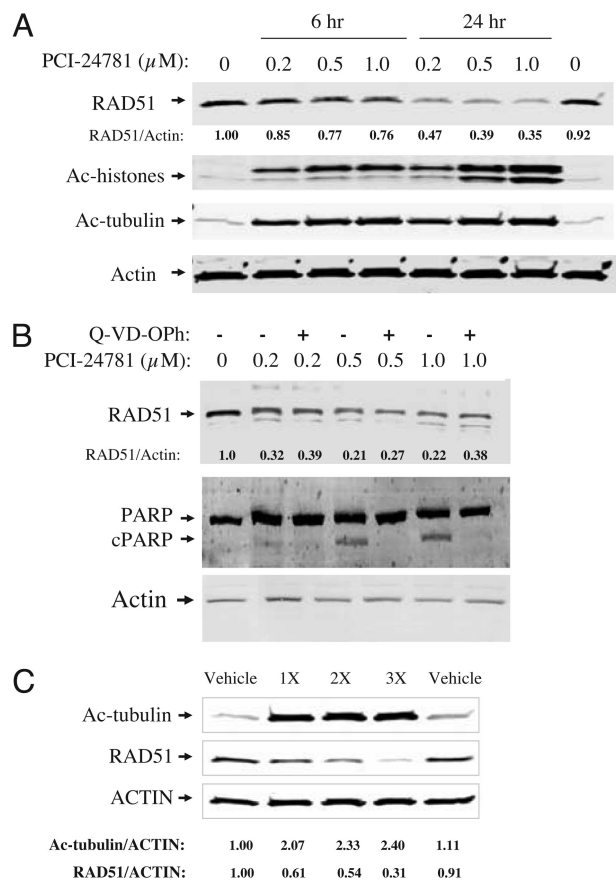 A
6 hr 24 hr
PCI-24781 (µM): 0 0.2 0.5 1.0 0.2 0.5 1.0 0
RAD51
RAD51/Actin: 1.00 0.85 0.77 0.76 0.47 0.39 0.35 0.92
Ac-histones
Ac-tubulin
Actin
B
Q-VD-OPh: - - + - + - +
PCI-24781 (µM): 0 0.2 0.2 0.5 0.5 1.0 1.0
RAD51
RAD51/Actin: 1.0 0.32 0.39 0.21 0.27 0.22 0.38
PARP
cPARP
Actin
C
Vehicle 1X 2X 3X Vehicle
Ac-tubulin
RAD51
ACTIN
Ac-tubulin/ACTIN: 1.00 2.07 2.33 2.40 1.11
RAD51/ACTIN: 1.00 0.61 0.54 0.31 0.91